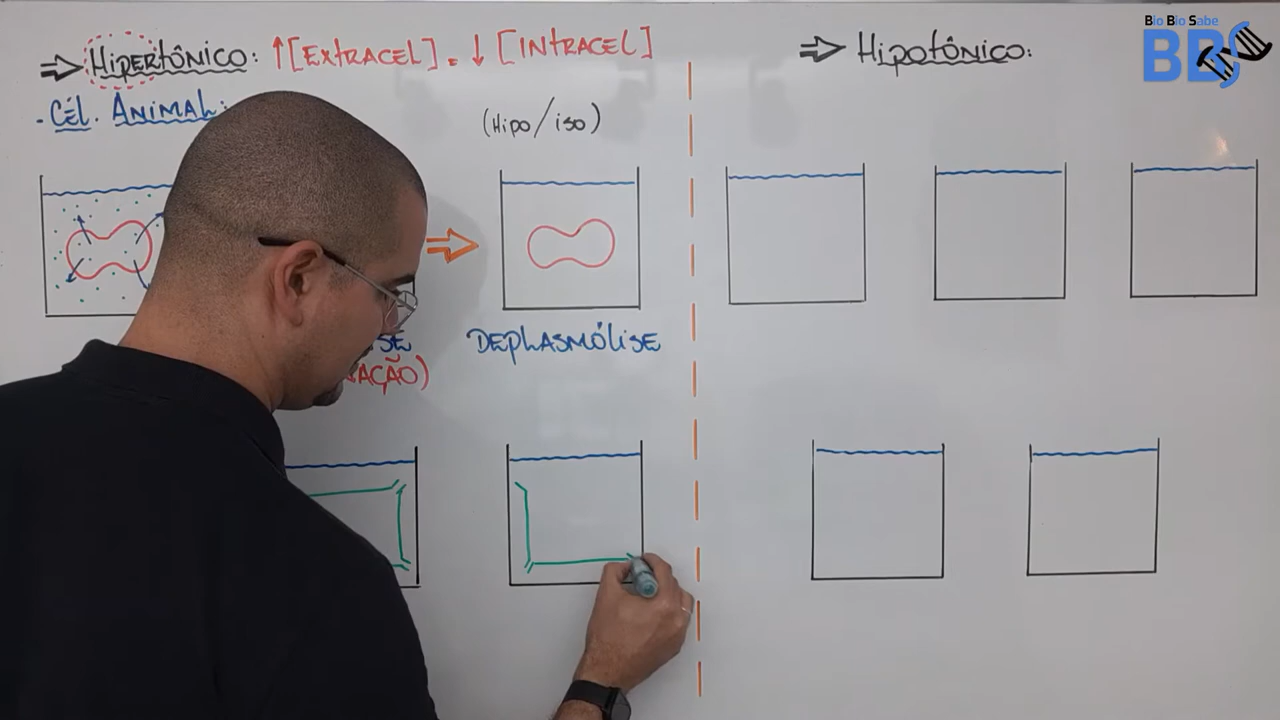 Bio Bio Sabe
BBS
⇒ Hipertônico: ↑[Extracel]. ↓ [Intracel]
⇒ Hipotônico:
- Cél. Animal:
(Hipo/iso)
Deplasmólise